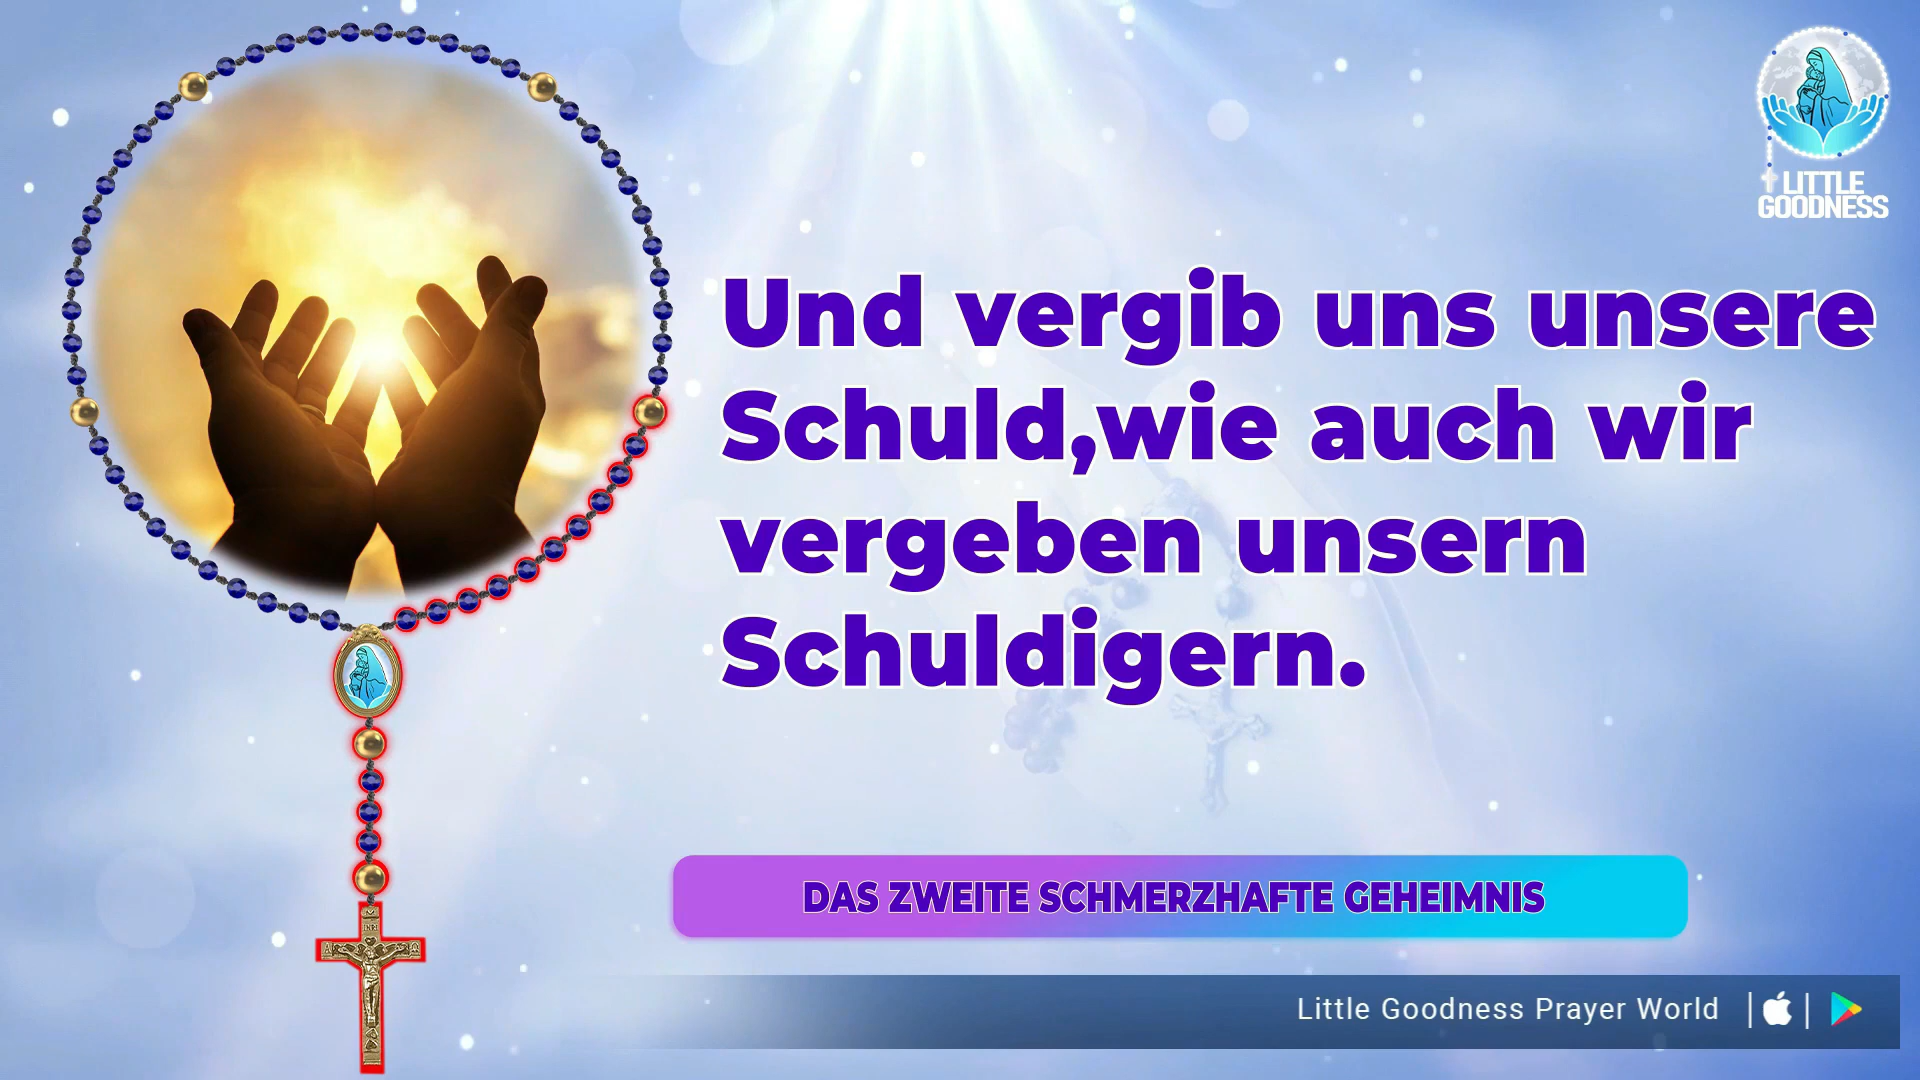 LITTLE
GOODNESS
Und vergib uns unsere
Schuld,wie auch wir
vergeben unsern
Schuldigern.
DAS ZWEITE SCHMERZHAFTE GEHEIMNIS
Little Goodness Prayer World
INRI